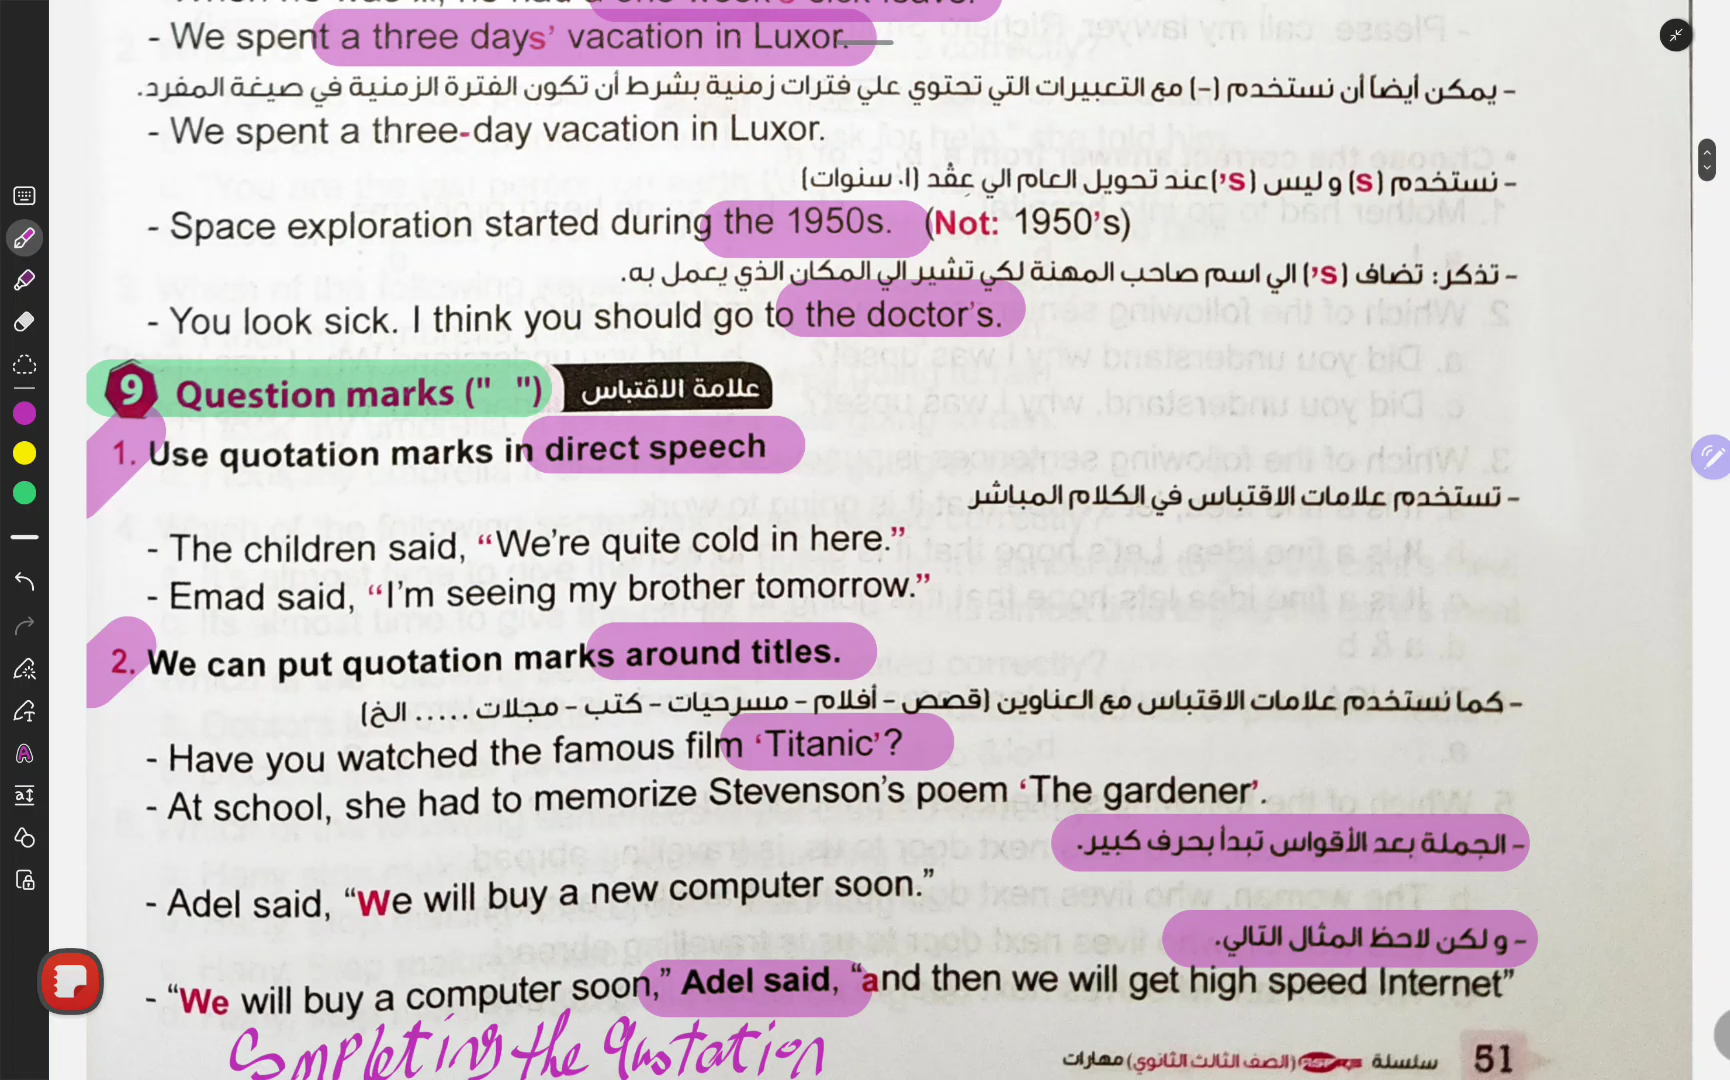 - We spent a three days' vacation in Luxor.
- يمكن أيضاً أن نستخدم (-) مع التعبيرات التي تحتوي علي فترات زمنية بشرط أن تكون الفترة الزمنية في صيغة المفرد.
- We spent a three-day vacation in Luxor.
- نستخدم (s) و ليس ('s) عند تحويل العام الي عِقْد (١٠ سنوات)
- Space exploration started during the 1950s. (Not: 1950's)
- تذكر: تضاف ('s) الي اسم صاحب المهنة لكي تشير الي المكان الذي يعمل به.
- You look sick. I think you should go to the doctor's.
9 Question marks (" ") علامة الاقتباس
1. Use quotation marks in direct speech
- تستخدم علامات الاقتباس في الكلام المباشر
- The children said, “We're quite cold in here.”
- Emad said, “I'm seeing my brother tomorrow.”
2. We can put quotation marks around titles.
- كما تستخدم علامات الاقتباس مع العناوين (قصص - أفلام - مسرحيات - كتب - مجلات ..... الخ)
- Have you watched the famous film ‘Titanic’?
- At school, she had to memorize Stevenson's poem ‘The gardener’.
- الجملة بعد الأقواس تبدأ بحرف كبير.
- Adel said, “We will buy a new computer soon.”
- و لكن لاحظ المثال التالي.
- “We will buy a computer soon,” Adel said, “and then we will get high speed Internet”
Completing the Qustation
سلسلة (الصف الثالث الثانوي) مهارات 51